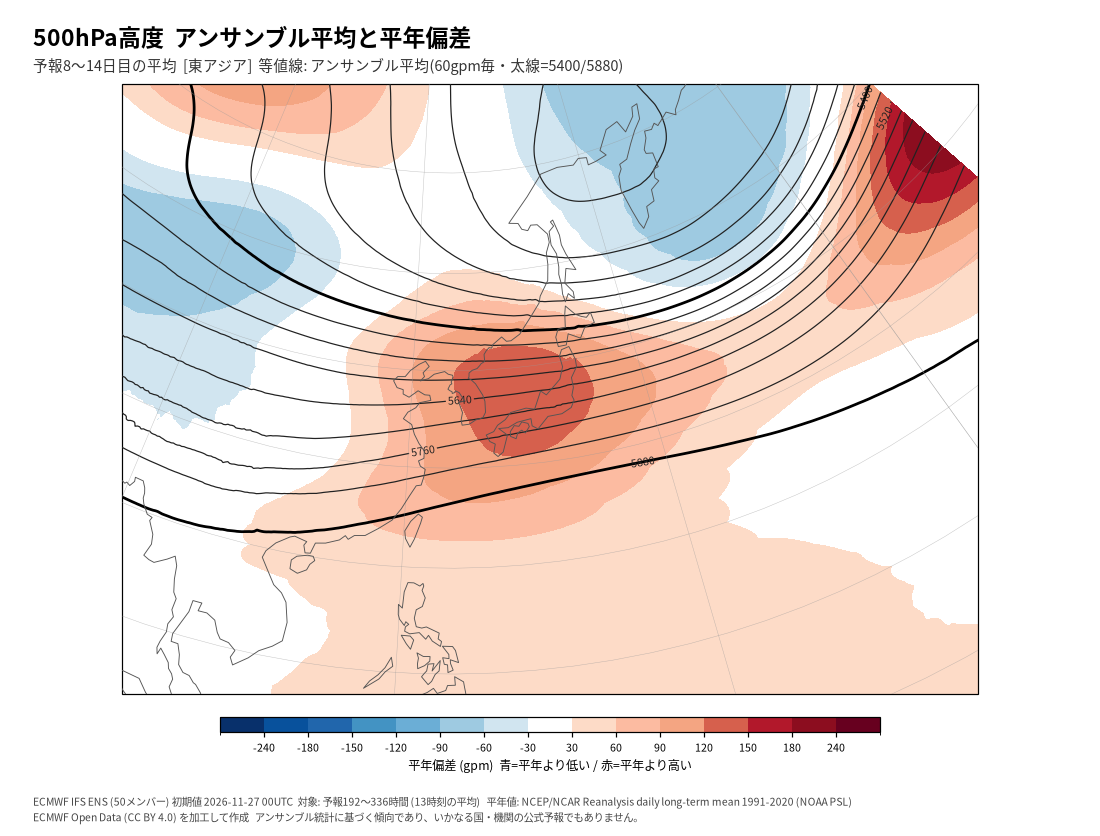 500hPa高度 アンサンブル平均と平年偏差
予報8～14日目の平均 [東アジア] 等値線: アンサンブル平均(60gpm毎・太線=5400/5880)
5400
5520
5640
5760
5880
-240 -180 -150 -120 -90 -60 -30 30 60 90 120 150 180 240
平年偏差 (gpm) 青=平年より低い / 赤=平年より高い
ECMWF IFS ENS (50メンバー) 初期値 2026-11-27 00UTC 対象: 予報192～336時間 (13時刻の平均) 平年値: NCEP/NCAR Reanalysis daily long-term mean 1991-2020 (NOAA PSL)
ECMWF Open Data (CC BY 4.0) を加工して作成 アンサンブル統計に基づく傾向であり、いかなる国・機関の公式予報でもありません。